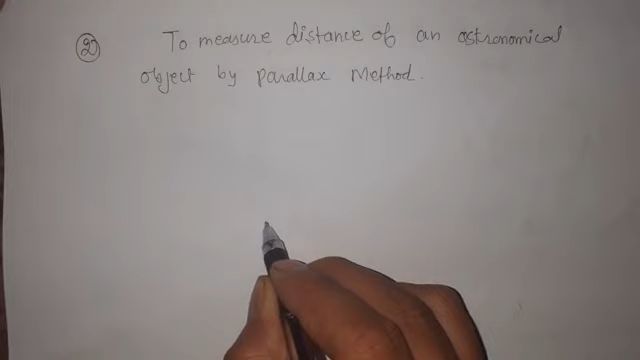 2 To measure distance of an astronomical
object by parallax Method.